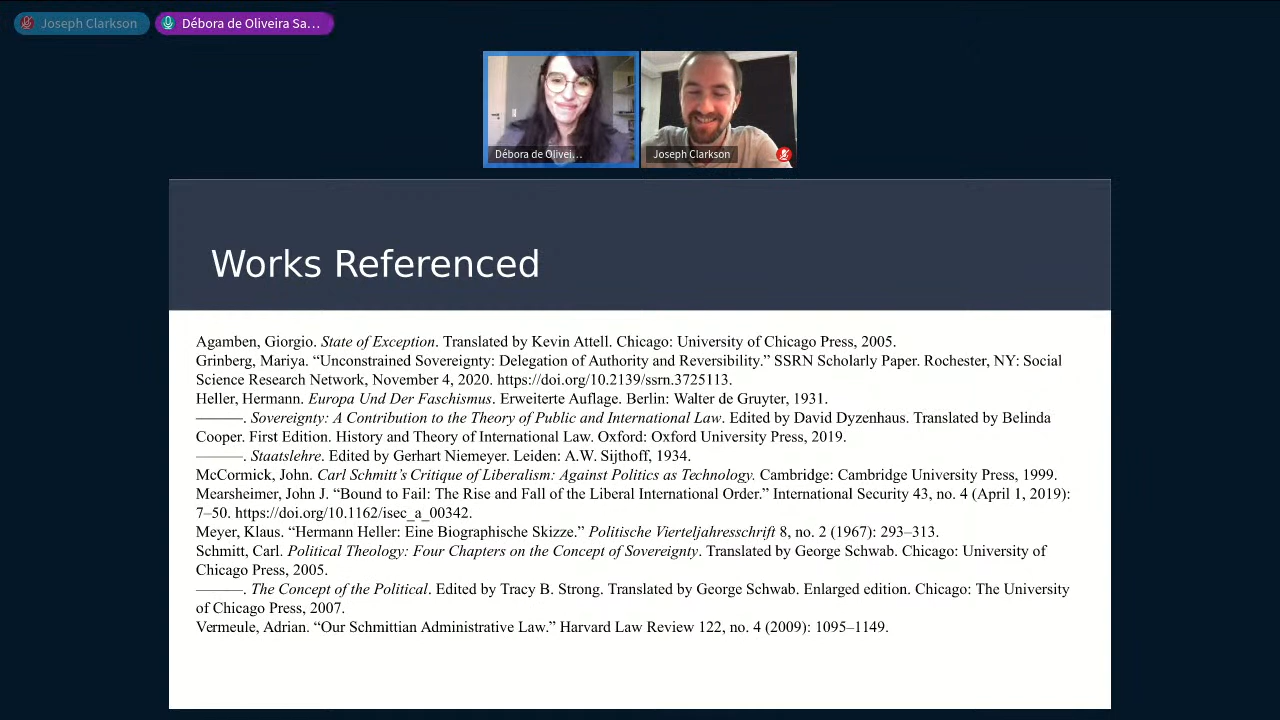 Joseph Clarkson
Débora de Oliveira Sa…
Débora de Olivei…
Joseph Clarkson
Works Referenced
Agamben, Giorgio. State of Exception. Translated by Kevin Attell. Chicago: University of Chicago Press, 2005.
Grinberg, Mariya. “Unconstrained Sovereignty: Delegation of Authority and Reversibility.” SSRN Scholarly Paper. Rochester, NY: Social
Science Research Network, November 4, 2020. https://doi.org/10.2139/ssrn.3725113.
Heller, Hermann. Europa Und Der Faschismus. Erweiterte Auflage. Berlin: Walter de Gruyter, 1931.
———. Sovereignty: A Contribution to the Theory of Public and International Law. Edited by David Dyzenhaus. Translated by Belinda
Cooper. First Edition. History and Theory of International Law. Oxford: Oxford University Press, 2019.
———. Staatslehre. Edited by Gerhart Niemeyer. Leiden: A.W. Sijthoff, 1934.
McCormick, John. Carl Schmitt’s Critique of Liberalism: Against Politics as Technology. Cambridge: Cambridge University Press, 1999.
Mearsheimer, John J. “Bound to Fail: The Rise and Fall of the Liberal International Order.” International Security 43, no. 4 (April 1, 2019):
7–50. https://doi.org/10.1162/isec_a_00342.
Meyer, Klaus. “Hermann Heller: Eine Biographische Skizze.” Politische Vierteljahresschrift 8, no. 2 (1967): 293–313.
Schmitt, Carl. Political Theology: Four Chapters on the Concept of Sovereignty. Translated by George Schwab. Chicago: University of
Chicago Press, 2005.
———. The Concept of the Political. Edited by Tracy B. Strong. Translated by George Schwab. Enlarged edition. Chicago: The University
of Chicago Press, 2007.
Vermeule, Adrian. “Our Schmittian Administrative Law.” Harvard Law Review 122, no. 4 (2009): 1095–1149.